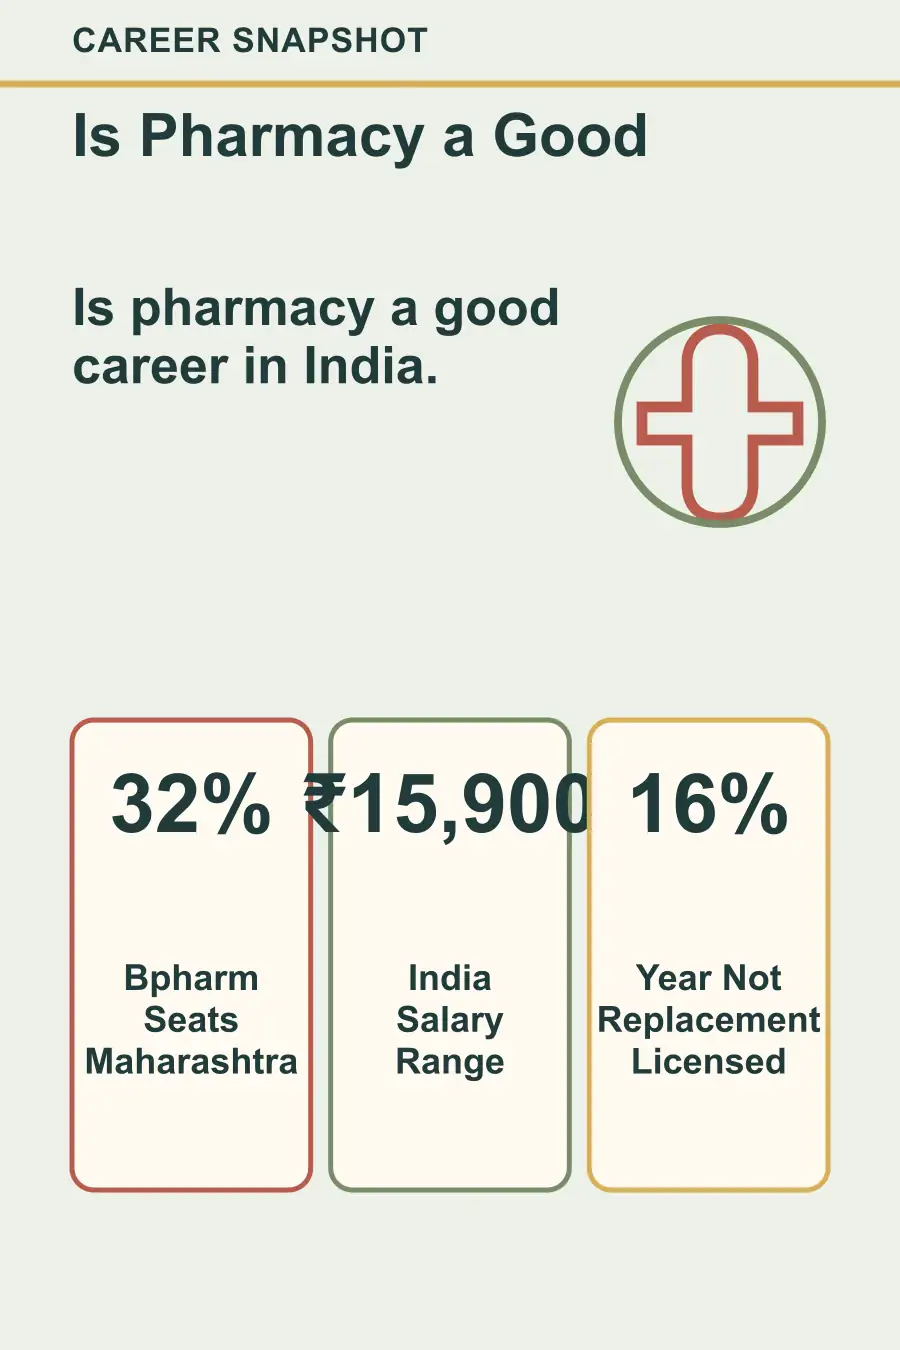 CAREER SNAPSHOT
Is Pharmacy a Good
Is pharmacy a good
career in India.
32%
₹15,900
16%
Bpharm
Seats
Maharashtra
India
Salary
Range
Year Not
Replacement
Licensed